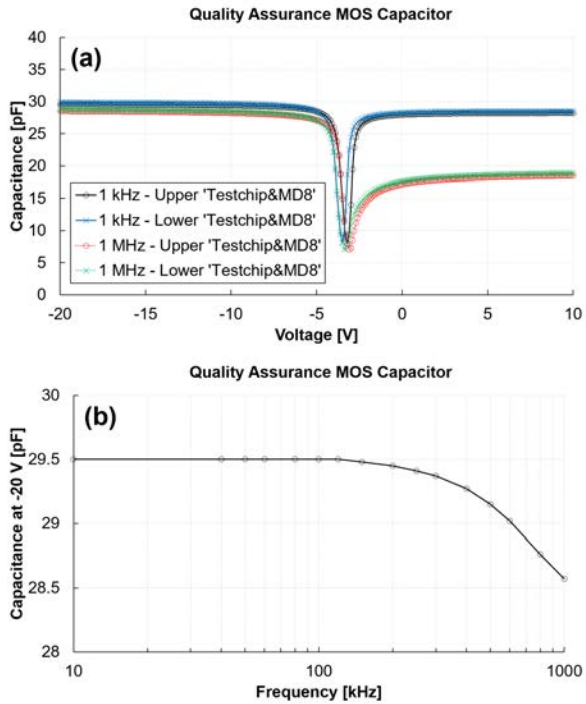 Quality Assurance MOS Capacitor
(a)
40
35
30
25
20
15
10
5
0
Capacitance [pF]
1 kHz - Upper 'Testchip&MD8'
1 kHz - Lower 'Testchip&MD8'
1 MHz - Upper 'Testchip&MD8'
1 MHz - Lower 'Testchip&MD8'
-20 -15 -10 -5 0 5 10
Voltage [V]
Quality Assurance MOS Capacitor
(b)
30
29.5
29
28.5
28
Capacitance at -20 V [pF]
10 100 1000
Frequency [kHz]